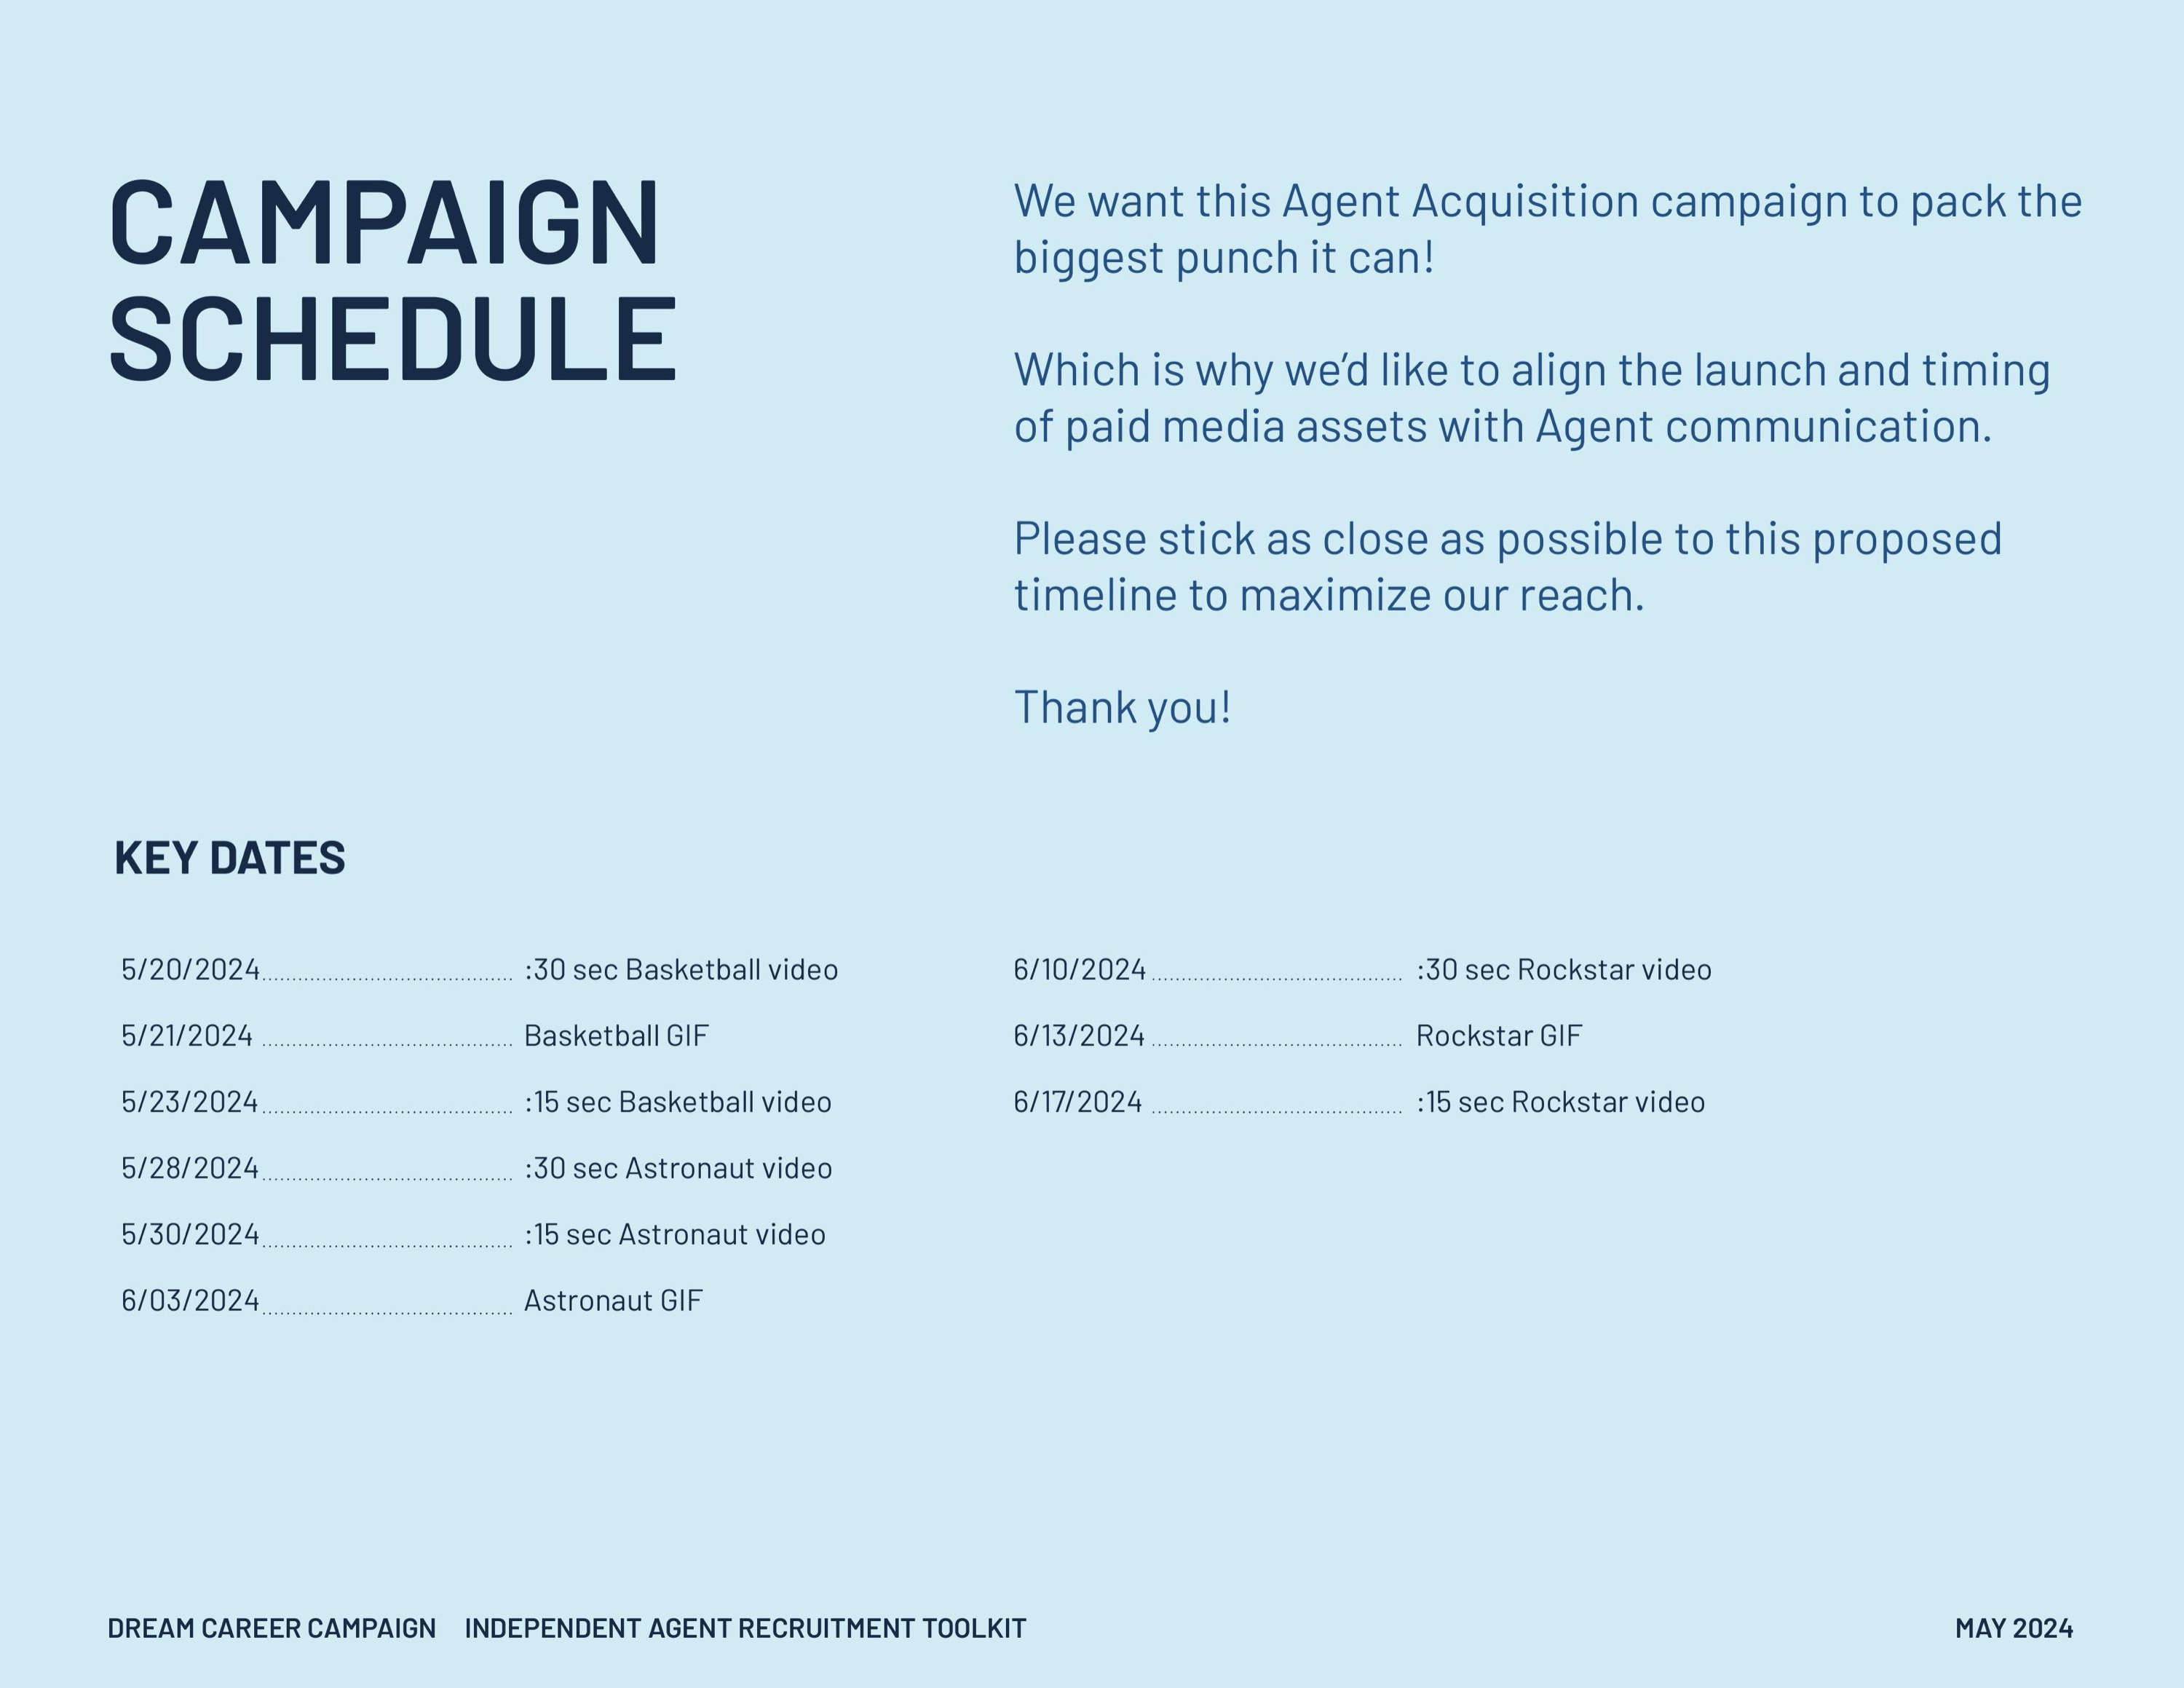 CAMPAIGN
SCHEDULE
We want this Agent Acquisition campaign to pack the
biggest punch it can!
Which is why we’d like to align the launch and timing
of paid media assets with Agent communication.
Please stick as close as possible to this proposed
timeline to maximize our reach.
Thank you!
KEY DATES
5/20/2024 :30 sec Basketball video
5/21/2024 Basketball GIF
5/23/2024 :15 sec Basketball video
5/28/2024 :30 sec Astronaut video
5/30/2024 :15 sec Astronaut video
6/03/2024 Astronaut GIF
6/10/2024 :30 sec Rockstar video
6/13/2024 Rockstar GIF
6/17/2024 :15 sec Rockstar video
DREAM CAREER CAMPAIGN INDEPENDENT AGENT RECRUITMENT TOOLKIT MAY 2024